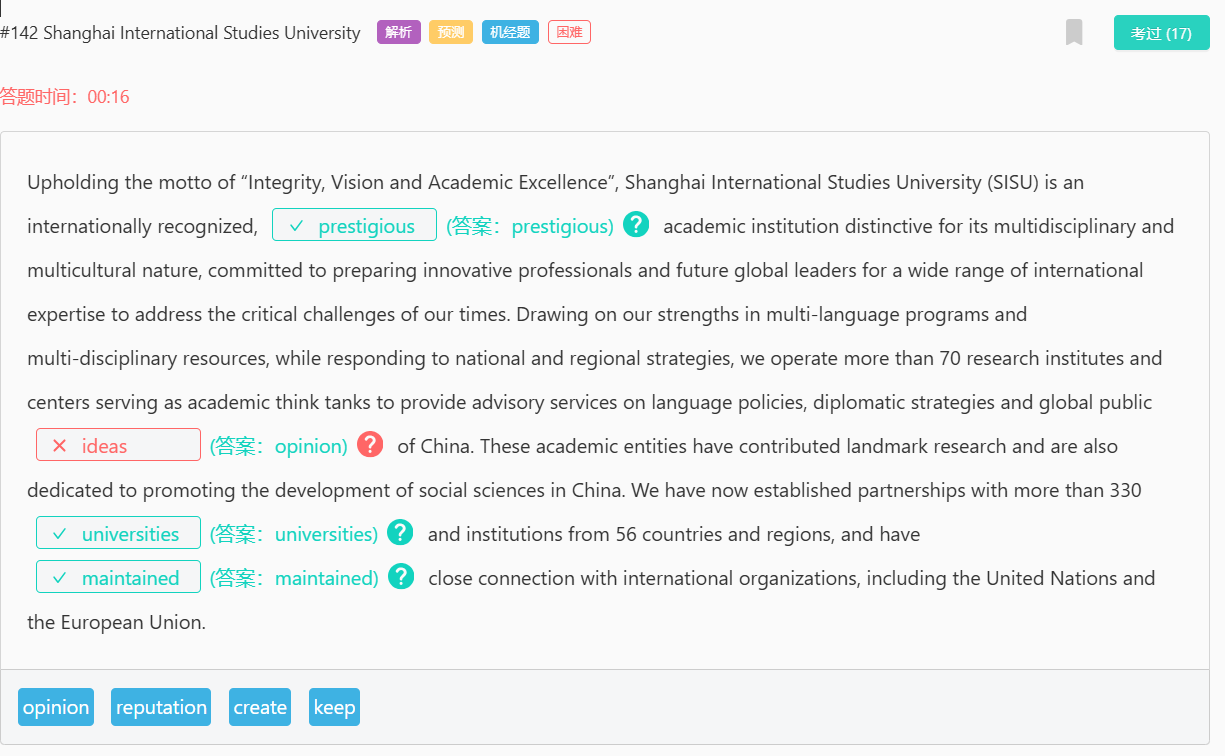 #142 Shanghai International Studies University 解析 预测 机经题 困难 考过 (17)
答题时间：00:16
Upholding the motto of “Integrity, Vision and Academic Excellence“, Shanghai International Studies University (SISU) is an
internationally recognized, ✓ prestigious (答案：prestigious) ? academic institution distinctive for its multidisciplinary and
multicultural nature, committed to preparing innovative professionals and future global leaders for a wide range of international
expertise to address the critical challenges of our times. Drawing on our strengths in multi-language programs and
multi-disciplinary resources, while responding to national and regional strategies, we operate more than 70 research institutes and
centers serving as academic think tanks to provide advisory services on language policies, diplomatic strategies and global public
✕ ideas (答案：opinion) ? of China. These academic entities have contributed landmark research and are also
dedicated to promoting the development of social sciences in China. We have now established partnerships with more than 330
✓ universities (答案：universities) ? and institutions from 56 countries and regions, and have
✓ maintained (答案：maintained) ? close connection with international organizations, including the United Nations and
the European Union.
opinion reputation create keep